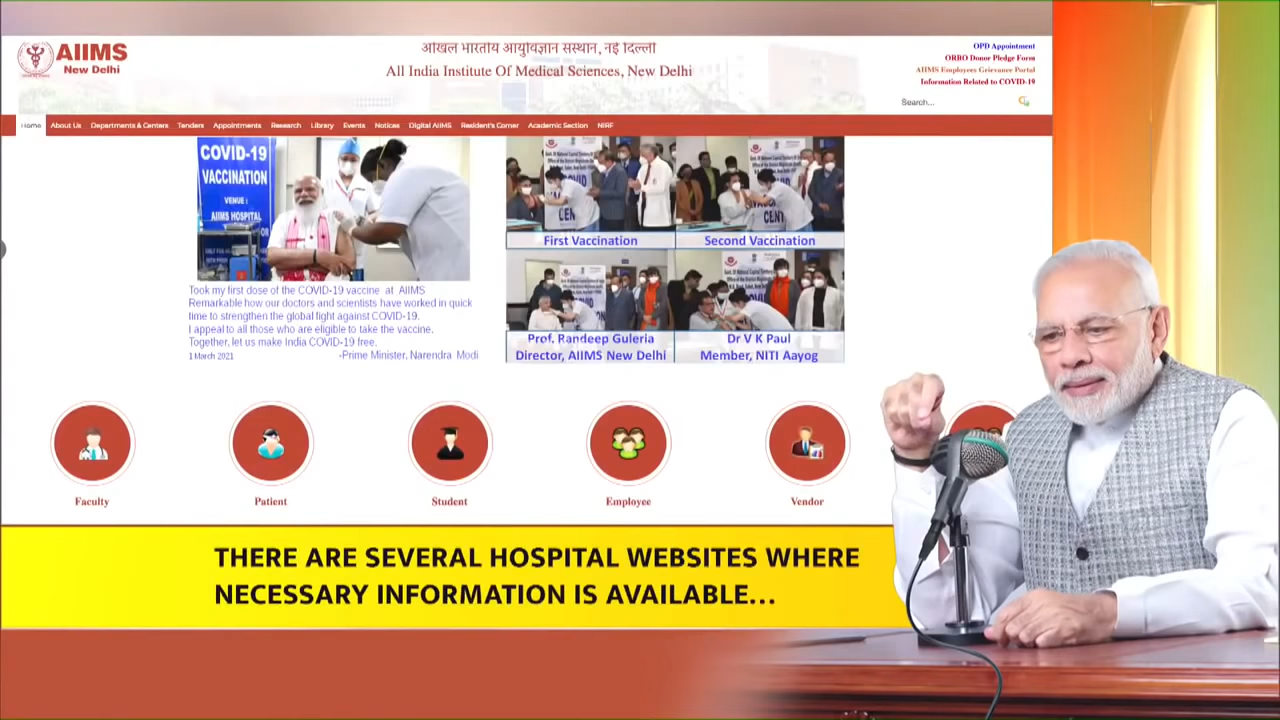 AIIMS
New Delhi
अखिल भारतीय आयुर्विज्ञान संस्थान, नई दिल्ली
All India Institute Of Medical Sciences, New Delhi
OPD Appointment
ORBO Donor Pledge Form
AIIMS Employees Grievance Portal
Information Related to COVID-19
Search...
Home About Us Departments & Centers Tenders Appointments Research Library Events Notices Digital AIIMS Resident's Corner Academic Section NIRF
COVID-19
VACCINATION
VENUE :
AIIMS HOSPITAL
First Vaccination
Second Vaccination
Took my first dose of the COVID-19 vaccine at AIIMS
Remarkable how our doctors and scientists have worked in quick
time to strengthen the global fight against COVID-19.
I appeal to all those who are eligible to take the vaccine.
Together, let us make India COVID-19 free.
1 March 2021 -Prime Minister, Narendra Modi
Prof. Randeep Guleria
Director, AIIMS New Delhi
Dr V K Paul
Member, NITI Aayog
Faculty
Patient
Student
Employee
Vendor
THERE ARE SEVERAL HOSPITAL WEBSITES WHERE
NECESSARY INFORMATION IS AVAILABLE...